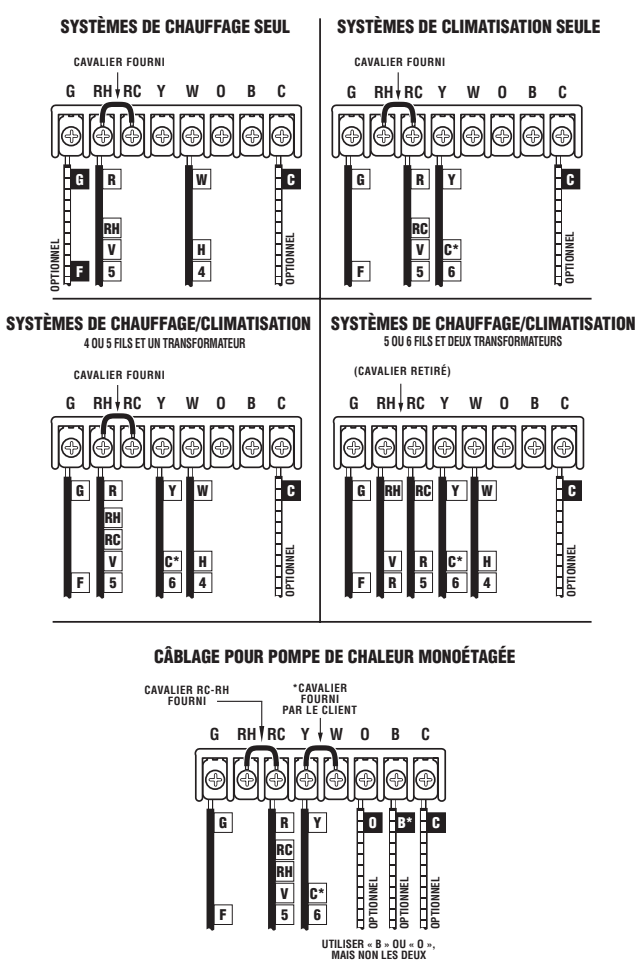 SYSTÈMES DE CHAUFFAGE SEUL
CAVALIER FOURNI
G RH RC Y W O B C
G R W C
RH
V H
F 5 4
OPTIONNEL
OPTIONNEL
SYSTÈMES DE CLIMATISATION SEULE
CAVALIER FOURNI
G RH RC Y W O B C
G R Y C
RC
V C*
F 5 6
OPTIONNEL
SYSTÈMES DE CHAUFFAGE/CLIMATISATION
4 OU 5 FILS ET UN TRANSFORMATEUR
CAVALIER FOURNI
G RH RC Y W O B C
G R Y W C
RH
RC
V C* H
F 5 6 4
OPTIONNEL
SYSTÈMES DE CHAUFFAGE/CLIMATISATION
5 OU 6 FILS ET DEUX TRANSFORMATEURS
(CAVALIER RETIRÉ)
G RH RC Y W O B C
G RH RC Y W C
V R C* H
F R 5 6 4
OPTIONNEL
CÂBLAGE POUR POMPE DE CHALEUR MONOÉTAGÉE
CAVALIER RC-RH
FOURNI
*CAVALIER
FOURNI
PAR LE CLIENT
G RH RC Y W O B C
G R Y O B* C
RC
RH
V C*
F 5 6
OPTIONNEL
OPTIONNEL
OPTIONNEL
UTILISER « B » OU « O »,
MAIS NON LES DEUX